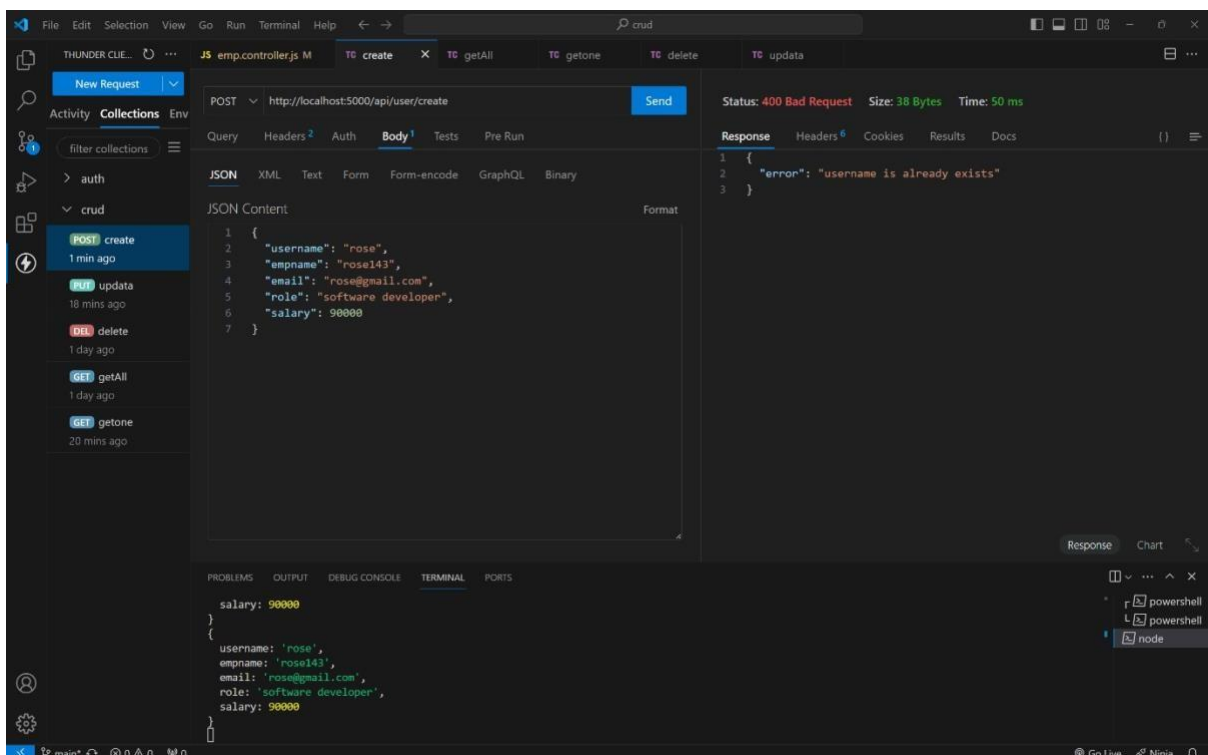 File Edit Selection View Go Run Terminal Help ← → crud
THUNDER CLIE... ···
New Request
Activity Collections Env
filter collections
> auth
crud
POST create
1 min ago
PUT updata
18 mins ago
DEL delete
1 day ago
GET getAll
1 day ago
GET getone
20 mins ago
JS emp.controller.js M TC create × TC getAll TC getone TC delete TC updata ···
POST http://localhost:5000/api/user/create Send
Query Headers 2 Auth Body 1 Tests Pre Run
JSON XML Text Form Form-encode GraphQL Binary
JSON Content Format
1 {
2 "username": "rose",
3 "empname": "rose143",
4 "email": "rose@gmail.com",
5 "role": "software developer",
6 "salary": 90000
7 }
Status: 400 Bad Request Size: 38 Bytes Time: 50 ms
Response Headers 6 Cookies Results Docs {}
1 {
2 "error": "username is already exists"
3 }
Response Chart
PROBLEMS OUTPUT DEBUG CONSOLE TERMINAL PORTS ···
salary: 90000
}
{
username: 'rose',
empname: 'rose143',
email: 'rose@gmail.com',
role: 'software developer',
salary: 90000
}
powershell
powershell
node
main* 0 0 0 Go Live Ninja